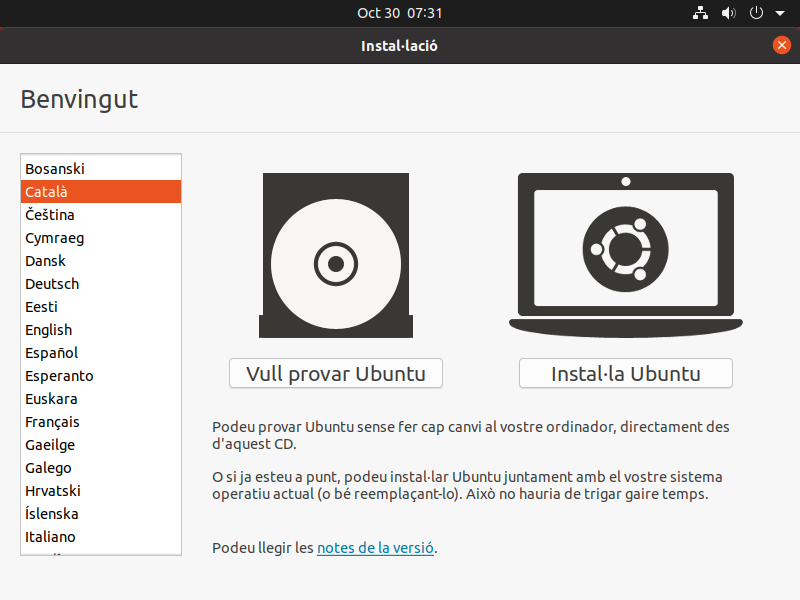 Oct 30 07:31
Instal·lació
Benvingut
Bosanski
Català
Čeština
Cymraeg
Dansk
Deutsch
Eesti
English
Español
Esperanto
Euskara
Français
Gaeilge
Galego
Hrvatski
Íslenska
Italiano
Vull provar Ubuntu
Instal·la Ubuntu
Podeu provar Ubuntu sense fer cap canvi al vostre ordinador, directament des
d'aquest CD.
O si ja esteu a punt, podeu instal·lar Ubuntu juntament amb el vostre sistema
operatiu actual (o bé reemplaçant-lo). Això no hauria de trigar gaire temps.
Podeu llegir les notes de la versió.